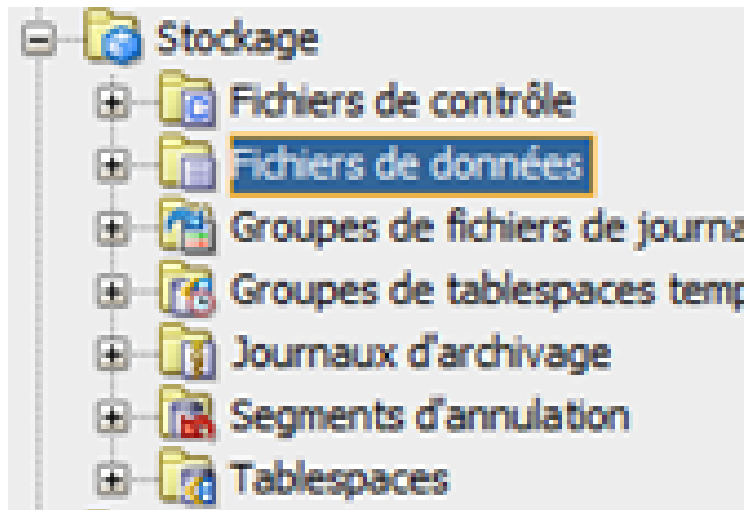 Stockage
Fichiers de contrôle
Fichiers de données
Groupes de fichiers de journa
Groupes de tablespaces temp
Journaux d'archivage
Segments d'annulation
Tablespaces